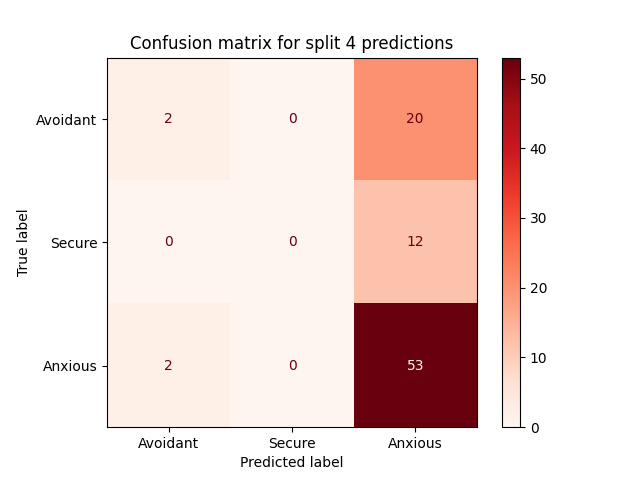 Confusion matrix for split 4 predictions
True label
Avoidant
Secure
Anxious
2 0 20
0 0 12
2 0 53
Avoidant Secure Anxious
Predicted label
50
40
30
20
10
0